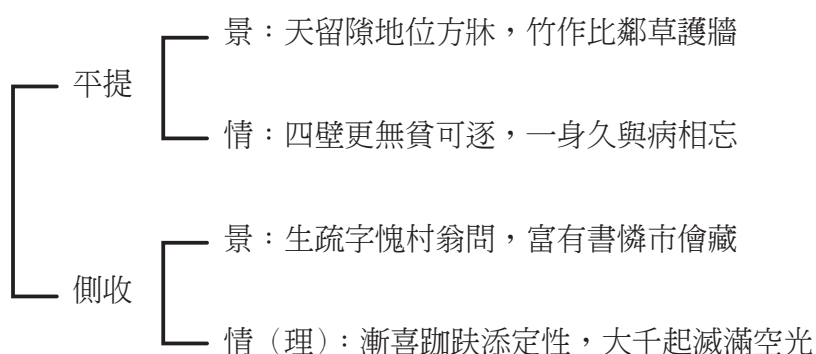 景：天留隙地位方牀，竹作比鄰草護牆
平提
情：四壁更無貧可逐，一身久與病相忘
景：生疏字愧村翁問，富有書憐市儈藏
側收
情（理）：漸喜跏趺添定性，大千起滅滿空光